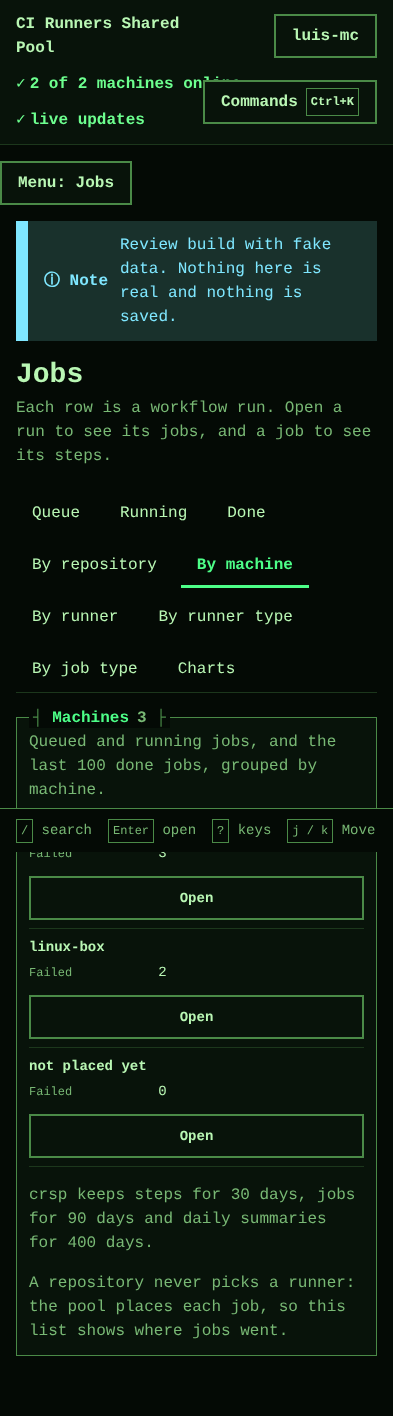 CI Runners Shared
Pool
luis-mc
✓ 2 of 2 machines
Commands Ctrl+K
✓ live updates
Menu: Jobs
ⓘ Note
Review build with fake
data. Nothing here is
real and nothing is
saved.
Jobs
Each row is a workflow run. Open a
run to see its jobs, and a job to see
its steps.
Queue Running Done
By repository By machine
By runner By runner type
By job type Charts
Machines 3
Queued and running jobs, and the
last 100 done jobs, grouped by
machine.
/ search Enter open ? keys j / k Move
Failed 3
Open
linux-box
Failed 2
Open
not placed yet
Failed 0
Open
crsp keeps steps for 30 days, jobs
for 90 days and daily summaries
for 400 days.
A repository never picks a runner:
the pool places each job, so this
list shows where jobs went.